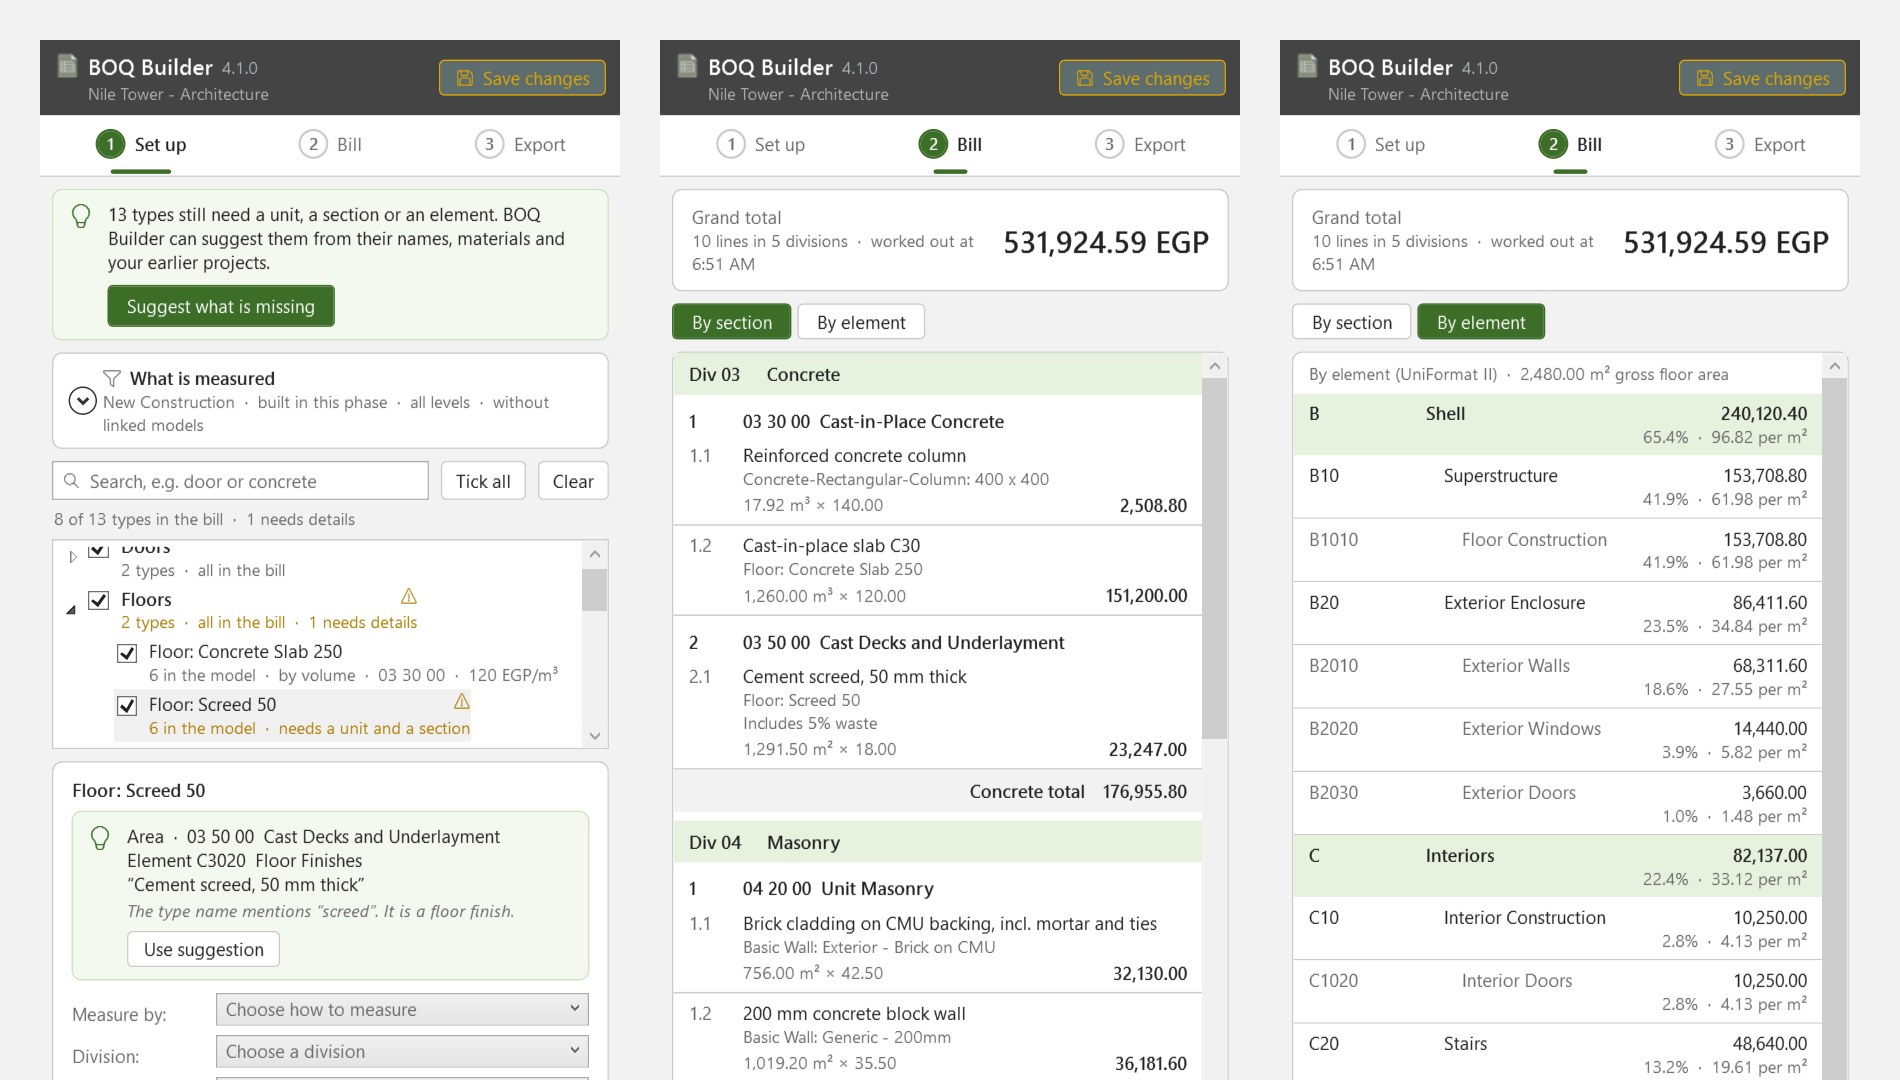 BOQ Builder 4.1.0
Nile Tower - Architecture
Save changes
1 Set up
2 Bill
3 Export
13 types still need a unit, a section or an element. BOQ
Builder can suggest them from their names, materials and
your earlier projects.
Suggest what is missing
What is measured
New Construction · built in this phase · all levels · without
linked models
Search, e.g. door or concrete
Tick all
Clear
8 of 13 types in the bill · 1 needs details
Doors
2 types · all in the bill
Floors
2 types · all in the bill · 1 needs details
Floor: Concrete Slab 250
6 in the model · by volume · 03 30 00 · 120 EGP/m³
Floor: Screed 50
6 in the model · needs a unit and a section
Floor: Screed 50
Area · 03 50 00 Cast Decks and Underlayment
Element C3020 Floor Finishes
“Cement screed, 50 mm thick”
The type name mentions “screed”. It is a floor finish.
Use suggestion
Measure by: Choose how to measure
Division: Choose a division
BOQ Builder 4.1.0
Nile Tower - Architecture
Save changes
1 Set up
2 Bill
3 Export
Grand total
10 lines in 5 divisions · worked out at
6:51 AM
531,924.59 EGP
By section
By element
Div 03 Concrete
1 03 30 00 Cast-in-Place Concrete
1.1 Reinforced concrete column
Concrete-Rectangular-Column: 400 x 400
17.92 m³ × 140.00 2,508.80
1.2 Cast-in-place slab C30
Floor: Concrete Slab 250
1,260.00 m³ × 120.00 151,200.00
2 03 50 00 Cast Decks and Underlayment
2.1 Cement screed, 50 mm thick
Floor: Screed 50
Includes 5% waste
1,291.50 m² × 18.00 23,247.00
Concrete total 176,955.80
Div 04 Masonry
1 04 20 00 Unit Masonry
1.1 Brick cladding on CMU backing, incl. mortar and ties
Basic Wall: Exterior - Brick on CMU
756.00 m² × 42.50 32,130.00
1.2 200 mm concrete block wall
Basic Wall: Generic - 200mm
1,019.20 m² × 35.50 36,181.60
BOQ Builder 4.1.0
Nile Tower - Architecture
Save changes
1 Set up
2 Bill
3 Export
Grand total
10 lines in 5 divisions · worked out at
6:51 AM
531,924.59 EGP
By section
By element
By element (UniFormat II) · 2,480.00 m² gross floor area
B Shell 240,120.40
65.4% · 96.82 per m²
B10 Superstructure 153,708.80
41.9% · 61.98 per m²
B1010 Floor Construction 153,708.80
41.9% · 61.98 per m²
B20 Exterior Enclosure 86,411.60
23.5% · 34.84 per m²
B2010 Exterior Walls 68,311.60
18.6% · 27.55 per m²
B2020 Exterior Windows 14,440.00
3.9% · 5.82 per m²
B2030 Exterior Doors 3,660.00
1.0% · 1.48 per m²
C Interiors 82,137.00
22.4% · 33.12 per m²
C10 Interior Construction 10,250.00
2.8% · 4.13 per m²
C1020 Interior Doors 10,250.00
2.8% · 4.13 per m²
C20 Stairs 48,640.00
13.2% · 19.61 per m²